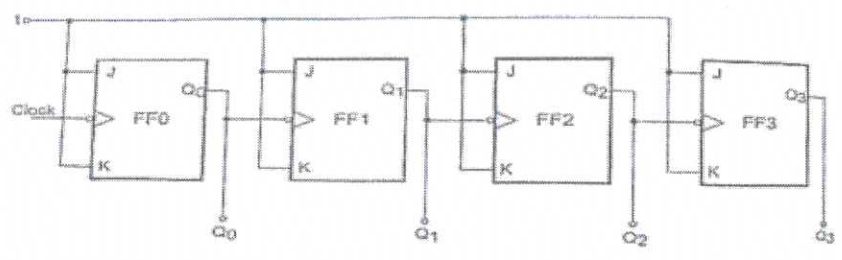 1
J J J J
Q0 Q1 Q2 Q3
Clock FF0 FF1 FF2 FF3
K K K K
Q0 Q1 Q2 Q3